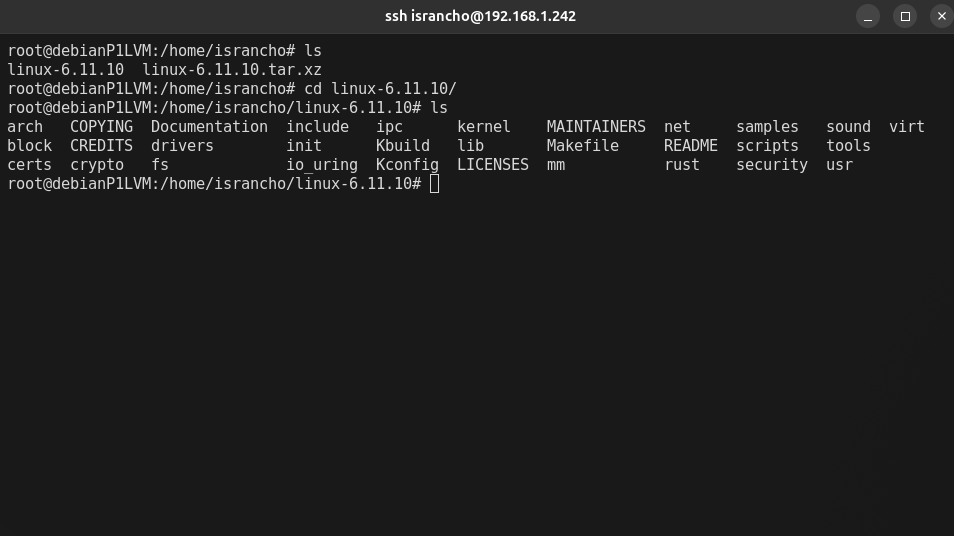 ssh israncho@192.168.1.242
root@debianP1LVM:/home/israncho# ls
linux-6.11.10  linux-6.11.10.tar.xz
root@debianP1LVM:/home/israncho# cd linux-6.11.10/
root@debianP1LVM:/home/israncho/linux-6.11.10# ls
arch   COPYING  Documentation  include   ipc      kernel    MAINTAINERS  net     samples   sound  virt
block  CREDITS  drivers        init      Kbuild   lib       Makefile     README  scripts   tools
certs  crypto   fs             io_uring  Kconfig  LICENSES  mm           rust    security  usr
root@debianP1LVM:/home/israncho/linux-6.11.10#